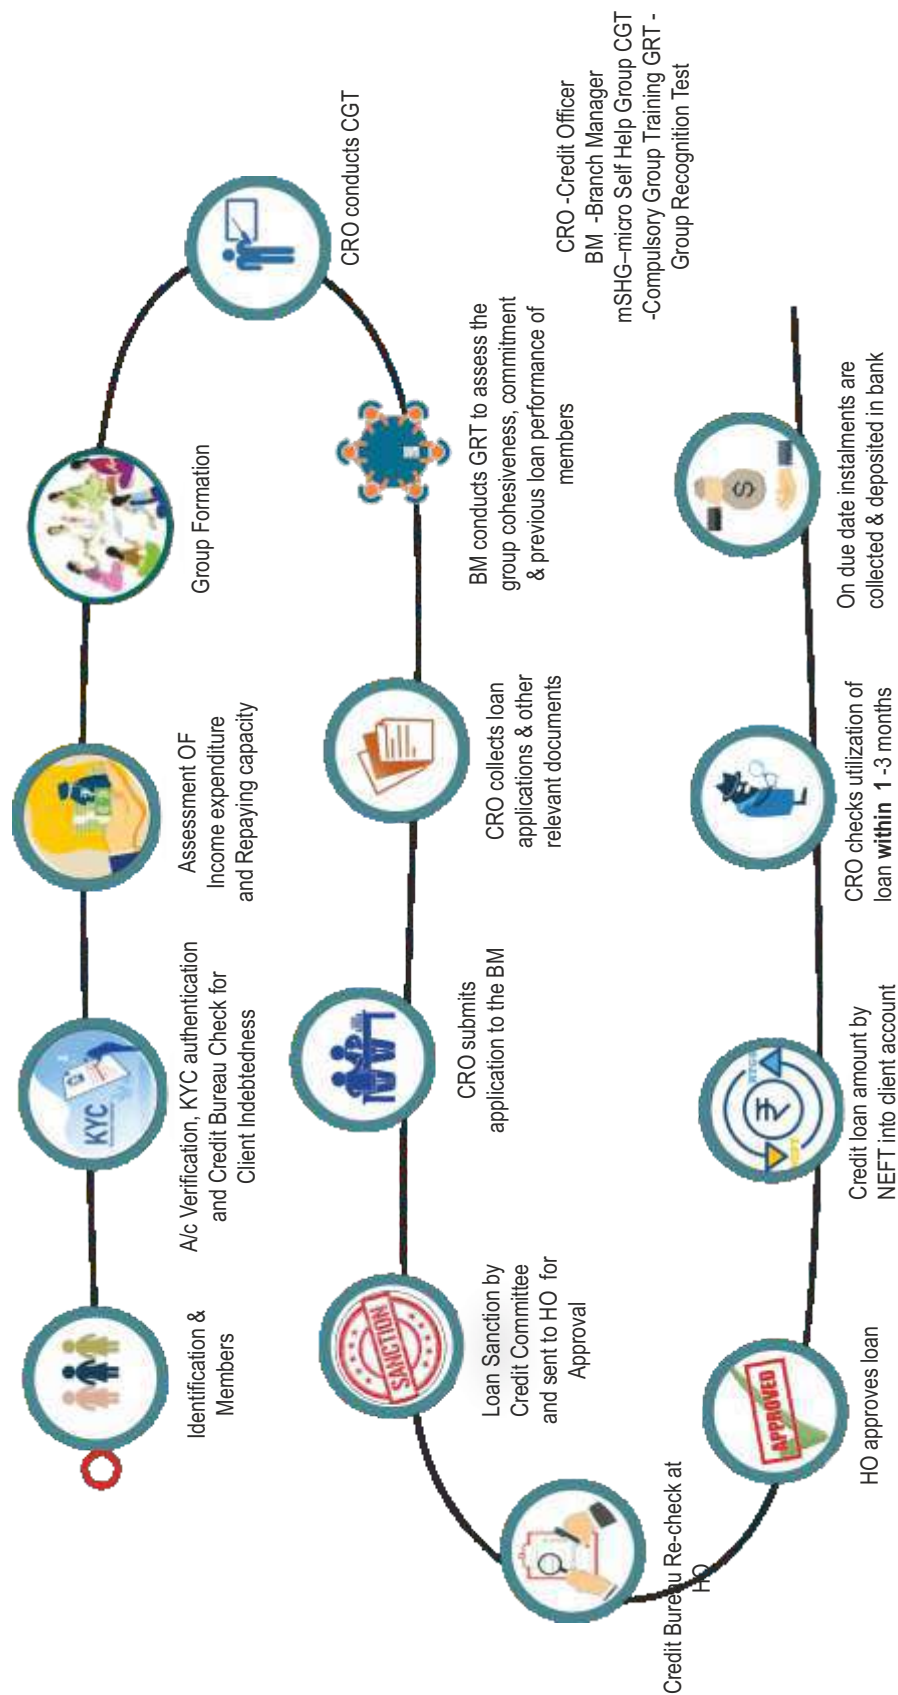 Identification &
Members
KYC
A/c Verification, KYC authentication
and Credit Bureau Check for
Client Indebtedness
Assessment OF
Income expenditure
and Repaying capacity
Group Formation
CRO conducts CGT
BM conducts GRT to assess the
group cohesiveness, commitment
& previous loan performance of
members
CRO collects loan
applications & other
relevant documents
CRO submits
application to the BM
SANCTION
Loan Sanction by
Credit Committee
and sent to HO for
Approval
Credit Bureau Re-check at
HO
APPROVED
HO approves loan
₹
NEFT
RTGS
Credit loan amount by
NEFT into client account
CRO checks utilization of
loan within 1 -3 months
$
On due date instalments are
collected & deposited in bank
CRO -Credit Officer
BM -Branch Manager
mSHG–micro Self Help Group CGT
-Compulsory Group Training GRT -
Group Recognition Test